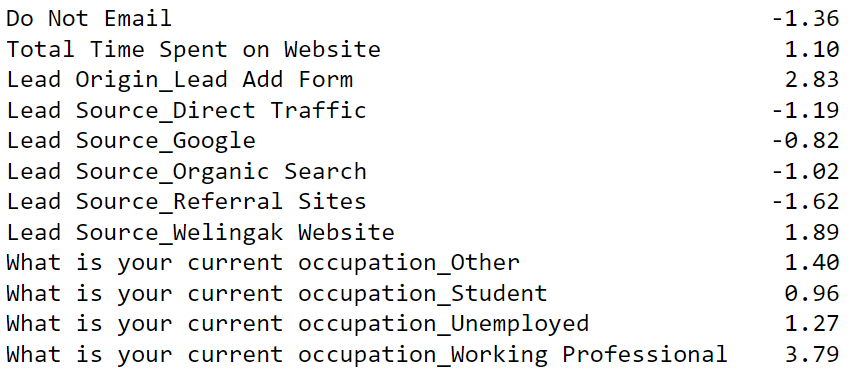 Do Not Email -1.36
Total Time Spent on Website 1.10
Lead Origin_Lead Add Form 2.83
Lead Source_Direct Traffic -1.19
Lead Source_Google -0.82
Lead Source_Organic Search -1.02
Lead Source_Referral Sites -1.62
Lead Source_Welingak Website 1.89
What is your current occupation_Other 1.40
What is your current occupation_Student 0.96
What is your current occupation_Unemployed 1.27
What is your current occupation_Working Professional 3.79